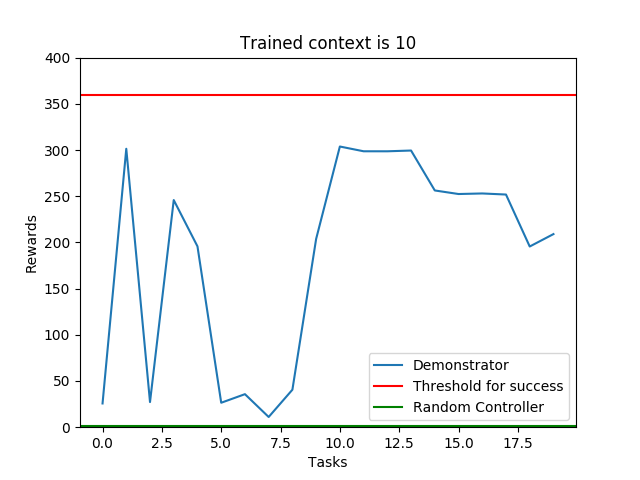 Trained context is 10
400
350
300
250
200
150
100
50
0
Rewards
Demonstrator
Threshold for success
Random Controller
0.0 2.5 5.0 7.5 10.0 12.5 15.0 17.5
Tasks